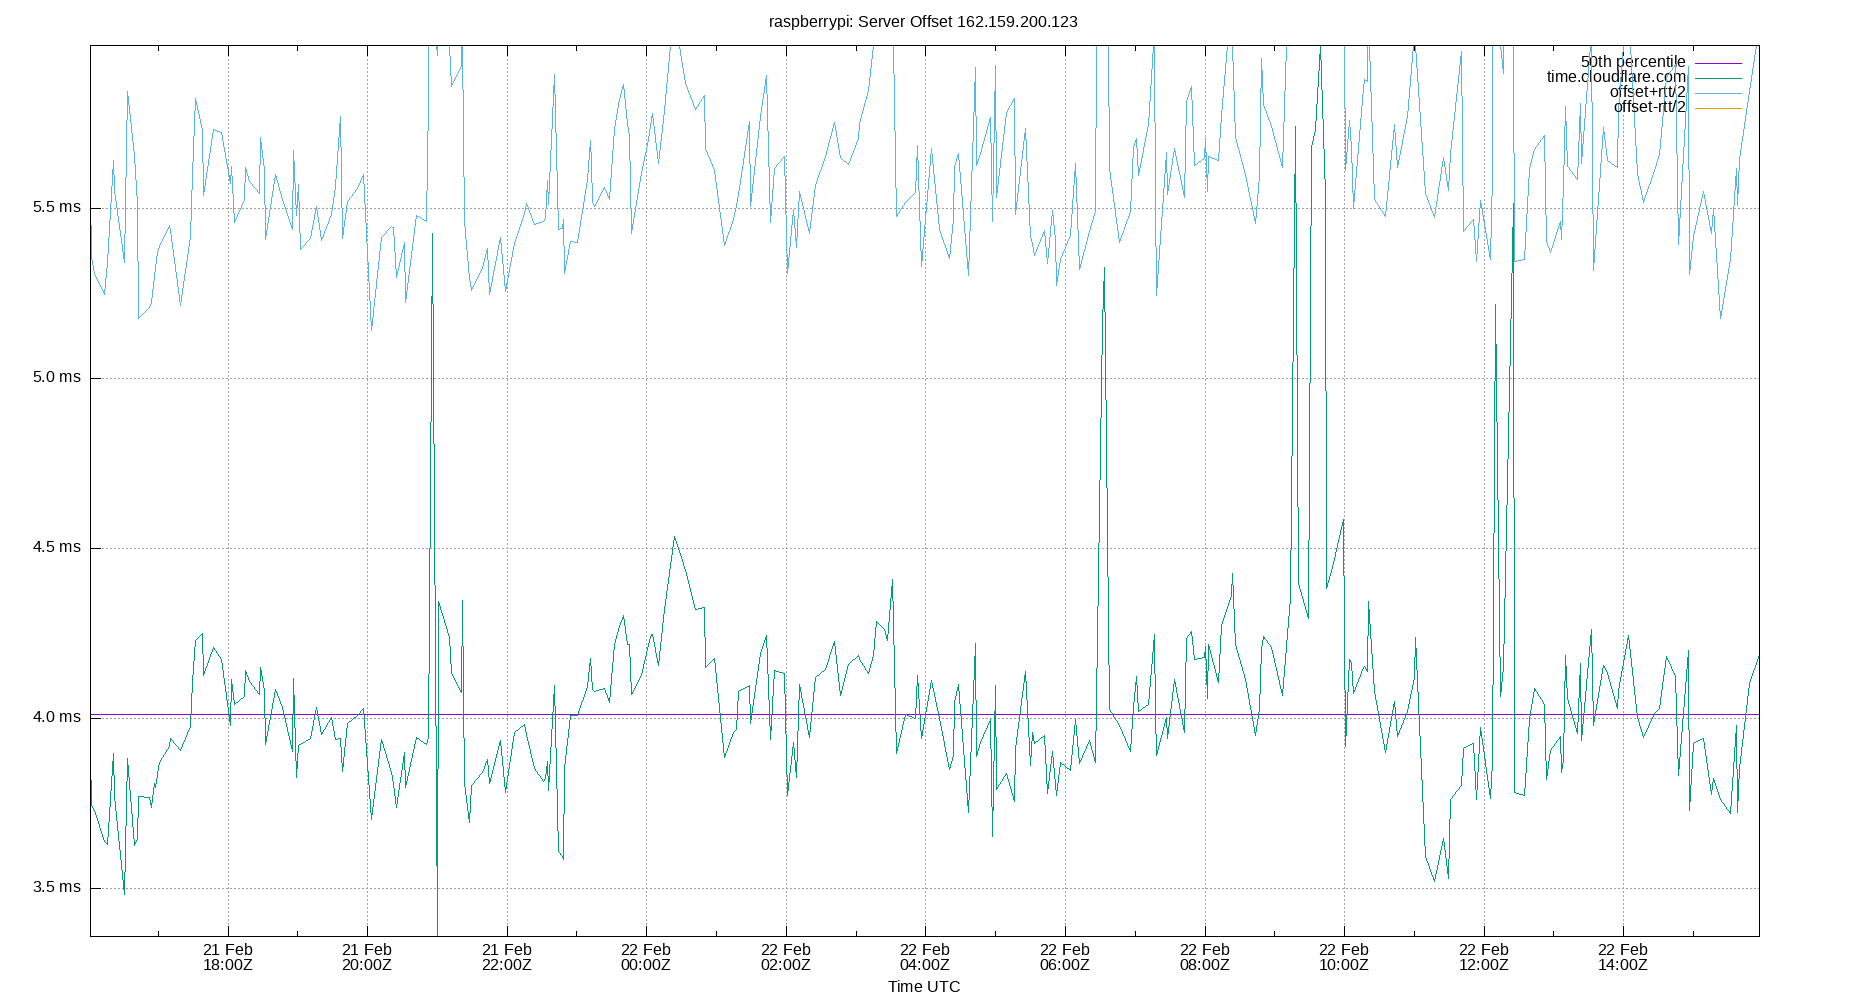 raspberrypi: Server Offset 162.159.200.123
50th percentile
time.cloudflare.com
offset+rtt/2
offset-rtt/2
5.5 ms
5.0 ms
4.5 ms
4.0 ms
3.5 ms
21 Feb 21 Feb 21 Feb 22 Feb 22 Feb 22 Feb 22 Feb 22 Feb 22 Feb 22 Feb 22 Feb
18:00Z 20:00Z 22:00Z 00:00Z 02:00Z 04:00Z 06:00Z 08:00Z 10:00Z 12:00Z 14:00Z
Time UTC